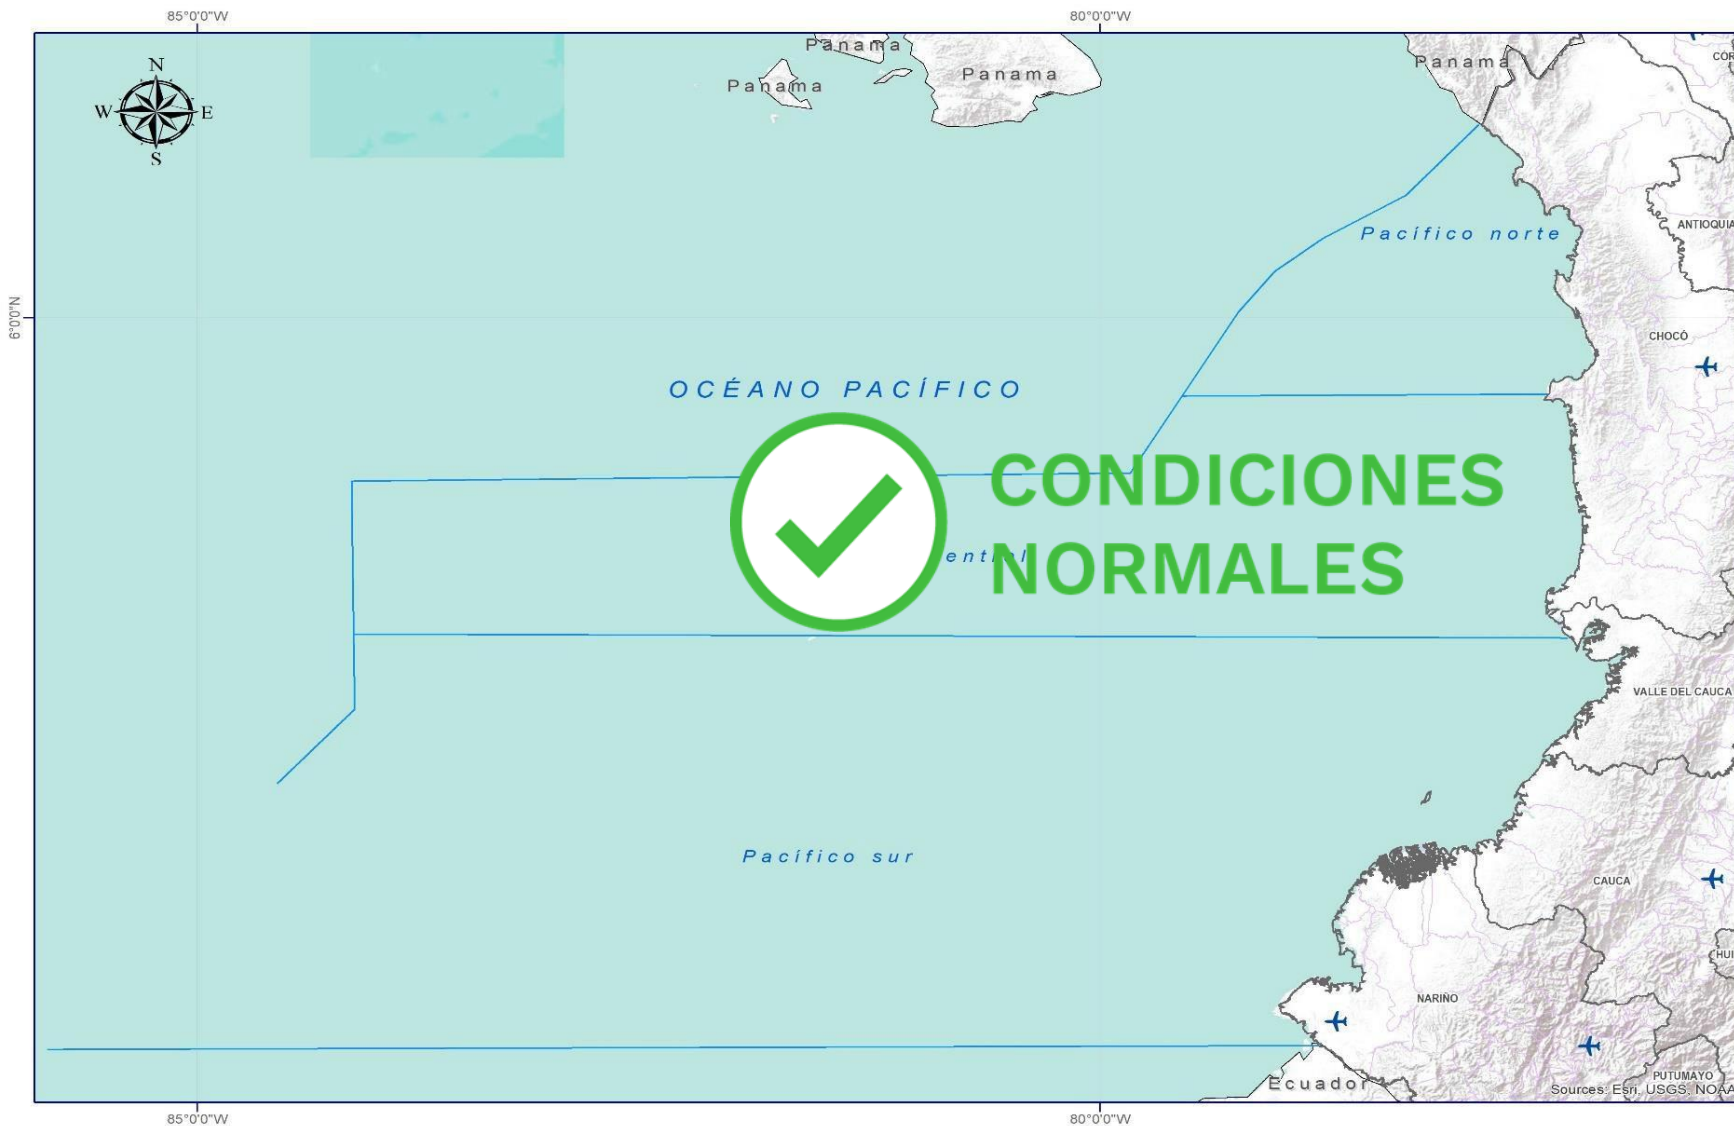 85°0'0"W
80°0'0"W
Panama
Panama
Panama
Panama
N
W
E
S
CÓR
ANTIOQUIA
Pacífico norte
6°0'0"N
CHOCÓ
OCÉANO PACÍFICO
CONDICIONES
entral
NORMALES
VALLE DEL CAUCA
Pacífico sur
CAUCA
HUI
NARIÑO
PUTUMAYO
Ecuador
Sources: Esri, USGS, NOAA
85°0'0"W
80°0'0"W